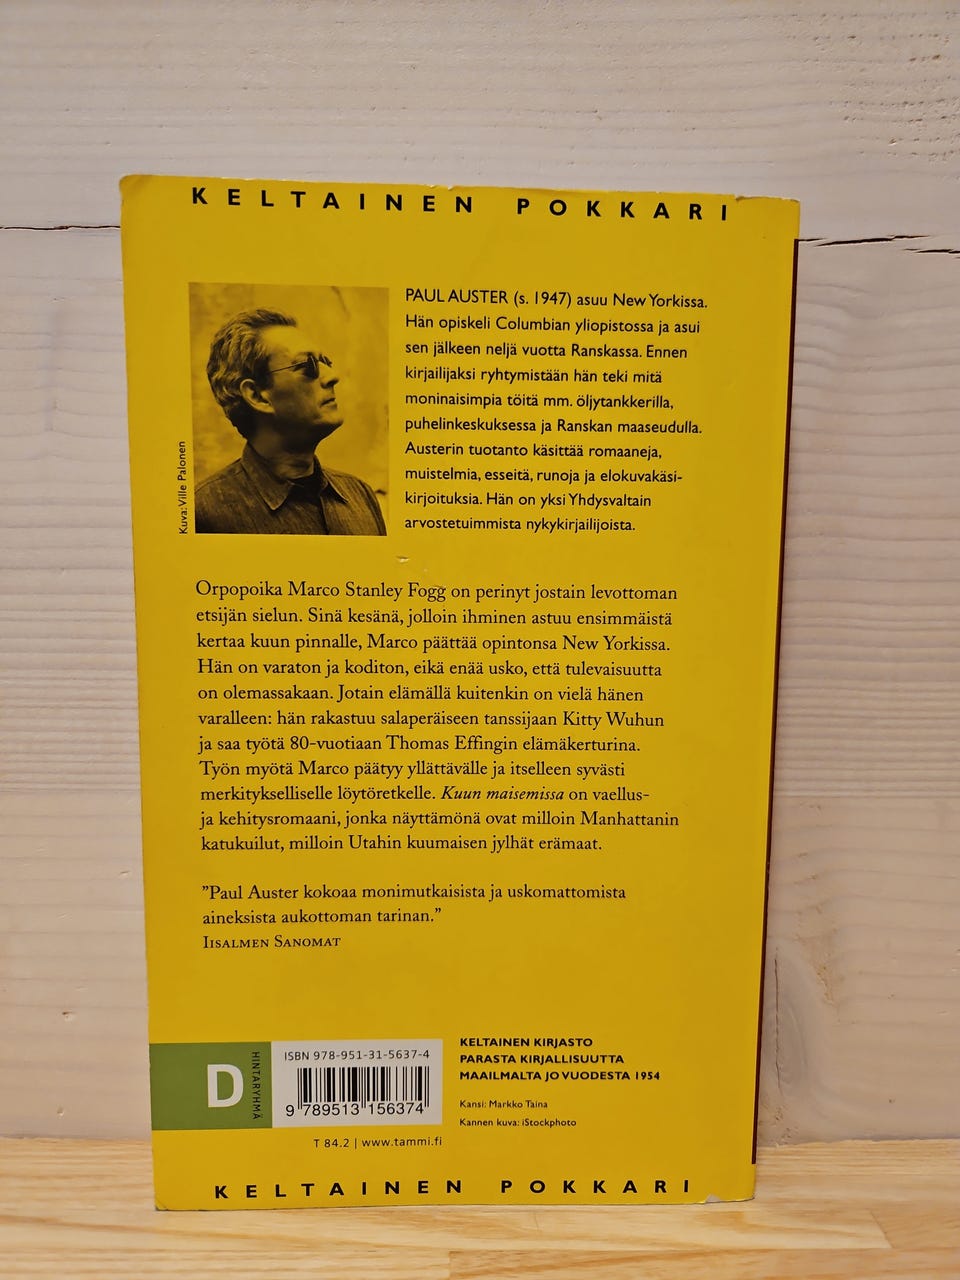 KELTAINEN POKKARI
PAUL AUSTER (s. 1947) asuu New Yorkissa.
Hän opiskeli Columbian yliopistossa ja asui
sen jälkeen neljä vuotta Ranskassa. Ennen
kirjailijaksi ryhtymistään hän teki mitä
moninaisimpia töitä mm. öljytankkerilla,
puhelinkeskuksessa ja Ranskan maaseudulla.
Austerin tuotanto käsittää romaaneja,
muistelmia, esseitä, runoja ja elokuvakäsi-
kirjoituksia. Hän on yksi Yhdysvaltain
arvostetuimmista nykykirjailijoista.
Kuva: Ville Palonen
Orpopoika Marco Stanley Fogg on perinyt jostain levottoman
etsijän sielun. Sinä kesänä, jolloin ihminen astuu ensimmäistä
kertaa kuun pinnalle, Marco päättää opintonsa New Yorkissa.
Hän on varaton ja koditon, eikä enää usko, että tulevaisuutta
on olemassakaan. Jotain elämällä kuitenkin on vielä hänen
varalleen: hän rakastuu salaperäiseen tanssijaan Kitty Wuhun
ja saa työtä 80-vuotiaan Thomas Effingin elämäkerturina.
Työn myötä Marco päätyy yllättävälle ja itselleen syvästi
merkitykselliselle löytöretkelle. Kuun maisemissa on vaellus-
ja kehitysromaani, jonka näyttämönä ovat milloin Manhattanin
katukuilut, milloin Utahin kuumaisen jylhät erämaat.
”Paul Auster kokoaa monimutkaisista ja uskomattomista
aineksista aukottoman tarinan.”
IISALMEN SANOMAT
D
HINTARYHMÄ
ISBN 978-951-31-5637-4
9 789513 156374
T 84.2 | www.tammi.fi
KELTAINEN KIRJASTO
PARASTA KIRJALLISUUTTA
MAAILMALTA JO VUODESTA 1954
Kansi: Markko Taina
Kannen kuva: iStockphoto
KELTAINEN POKKARI